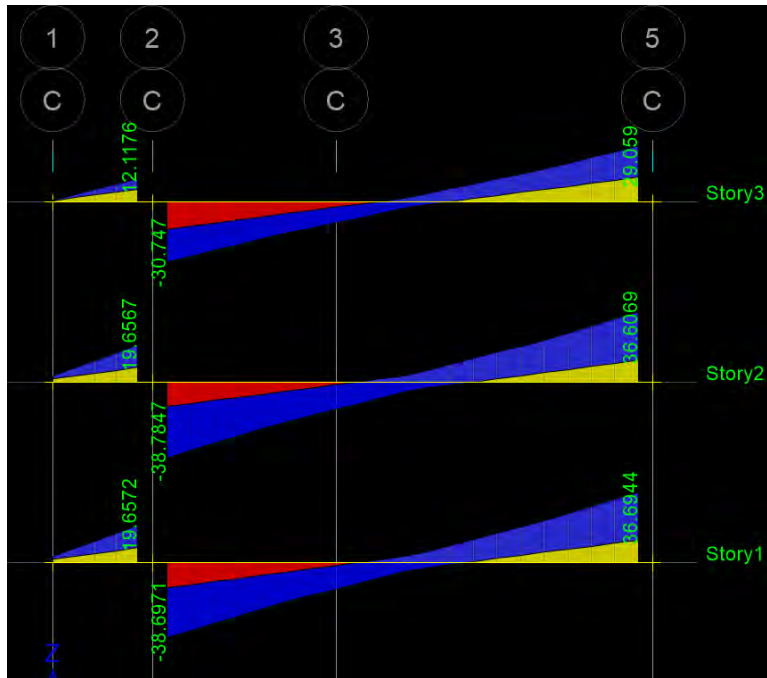 1 2 3 5
C C C C
12.1176 29.059
Story3
-30.747
19.6567 36.6069
Story2
-38.7847
19.6572 36.6944
Story1
-38.6971
Z